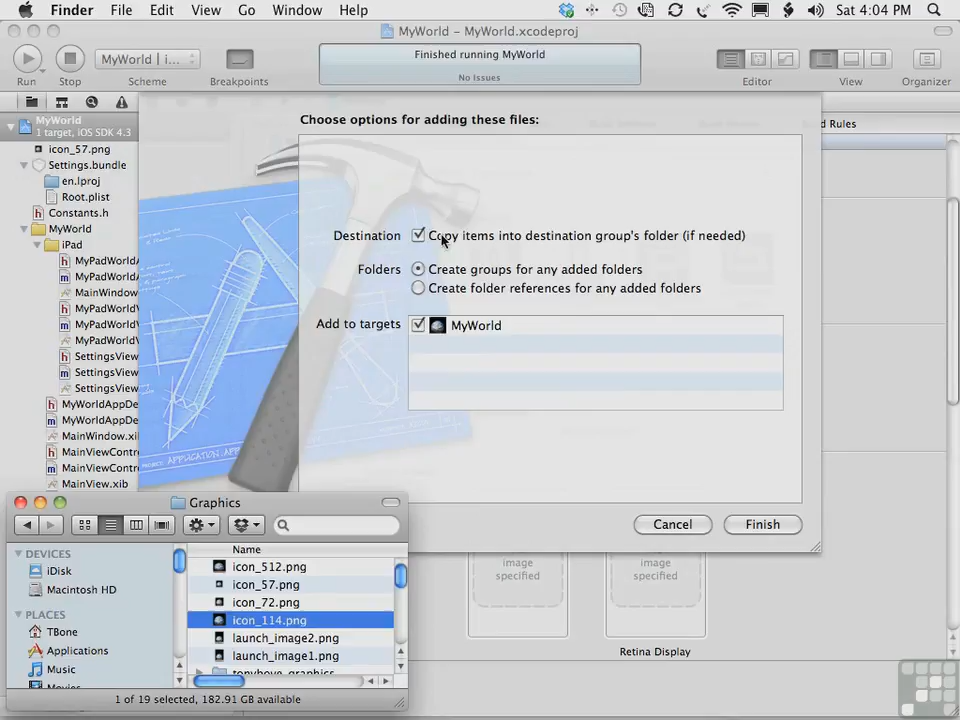 Finder File Edit View Go Window Help Sat 4:04 PM
MyWorld – MyWorld.xcodeproj
MyWorld | i...
Finished running MyWorld
No Issues
Run Stop Scheme Breakpoints Editor View Organizer
MyWorld
1 target, iOS SDK 4.3
icon_57.png
Settings.bundle
en.lproj
Root.plist
Constants.h
MyWorld
iPad
MyPadWorldA
MyPadWorldA
MainWindow
MyPadWorldV
MyPadWorldV
MyPadWorldV
SettingsView
SettingsView
SettingsView
MyWorldAppDe
MyWorldAppDe
MainWindow.xi
MainViewContr
MainViewContr
MainView.xib
Choose options for adding these files:
d Rules
Destination Copy items into destination group's folder (if needed)
Folders Create groups for any added folders
Create folder references for any added folders
Add to targets MyWorld
Cancel Finish
image
specified
image
specified
Retina Display
Graphics
Name
DEVICES
iDisk
Macintosh HD
PLACES
TBone
Applications
Music
Movies
icon_512.png
icon_57.png
icon_72.png
icon_114.png
launch_image2.png
launch_image1.png
tonybove_graphics
1 of 19 selected, 182.91 GB available